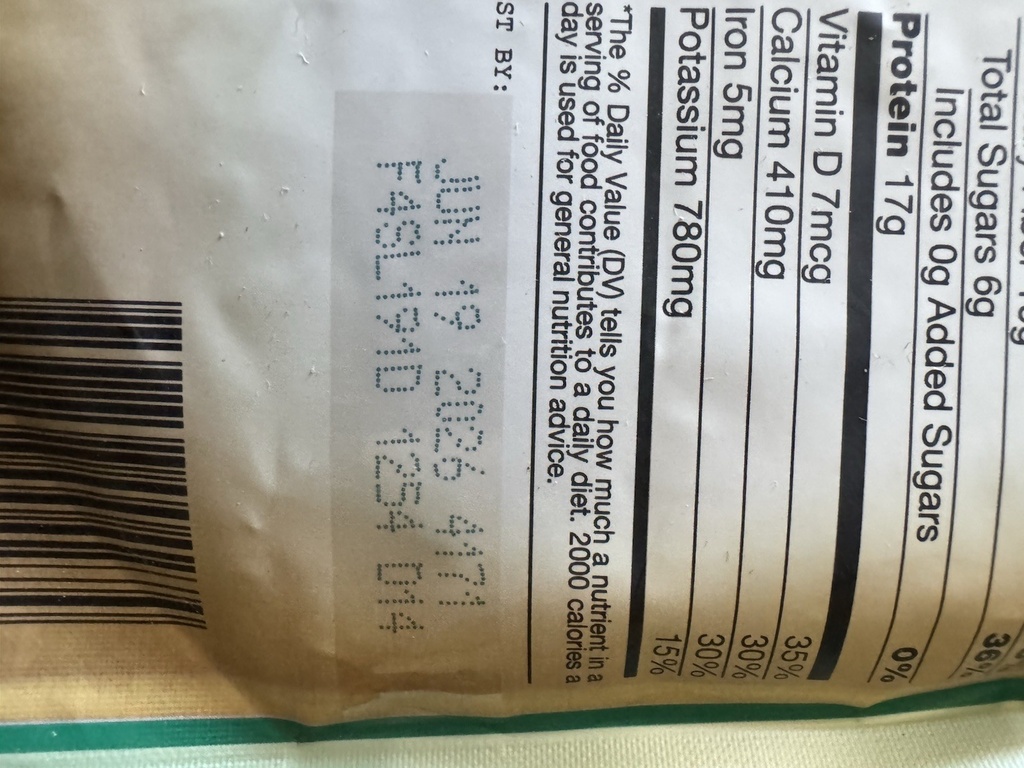 Total Sugars 6g
Includes 0g Added Sugars
36%
Protein 17g 0%
Vitamin D 7mcg 35%
Calcium 410mg 30%
Iron 5mg 30%
Potassium 780mg 15%
*The % Daily Value (DV) tells you how much a nutrient in a
serving of food contributes to a daily diet. 2000 calories a
day is used for general nutrition advice.
ST BY:
JUN 19 2026 4171
F4SL191D 1254 D14